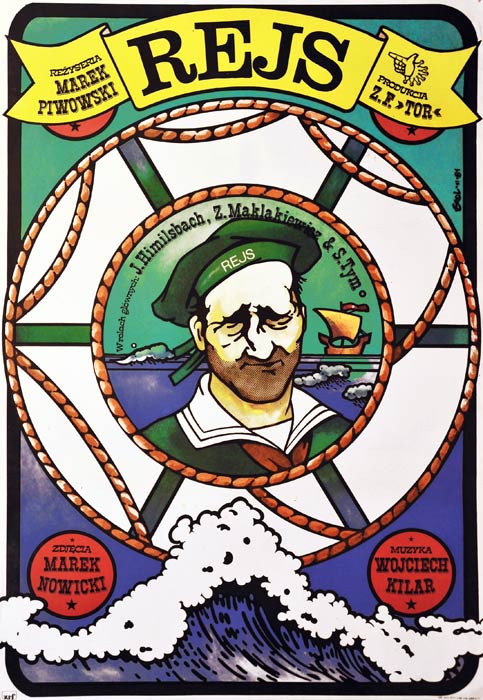 REJS
REŻYSERIA
MAREK
PIWOWSKI
PRODUKCJA
Z.F. »TOR«
W rolach głównych: J. Himilsbach, Z. Maklakiewicz & S. Tym
REJS
ZDJĘCIA
MAREK
NOWICKI
MUZYKA
WOJCIECH
KILAR